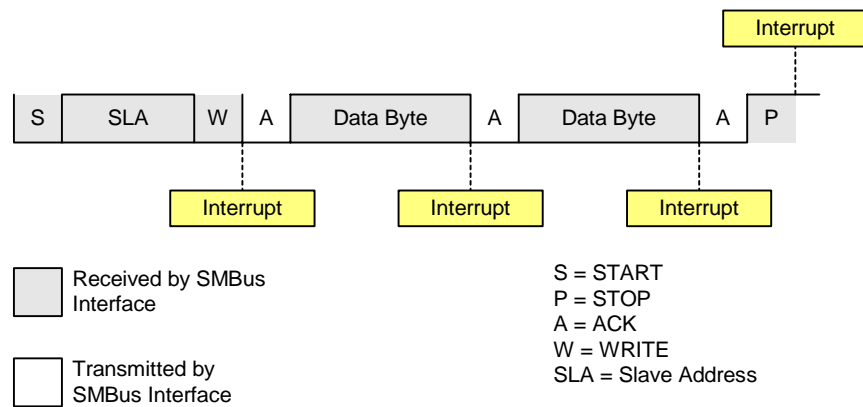 Interrupt
S SLA W A Data Byte A Data Byte A P
Interrupt Interrupt Interrupt
Received by SMBus
Interface
Transmitted by
SMBus Interface
S = START
P = STOP
A = ACK
W = WRITE
SLA = Slave Address